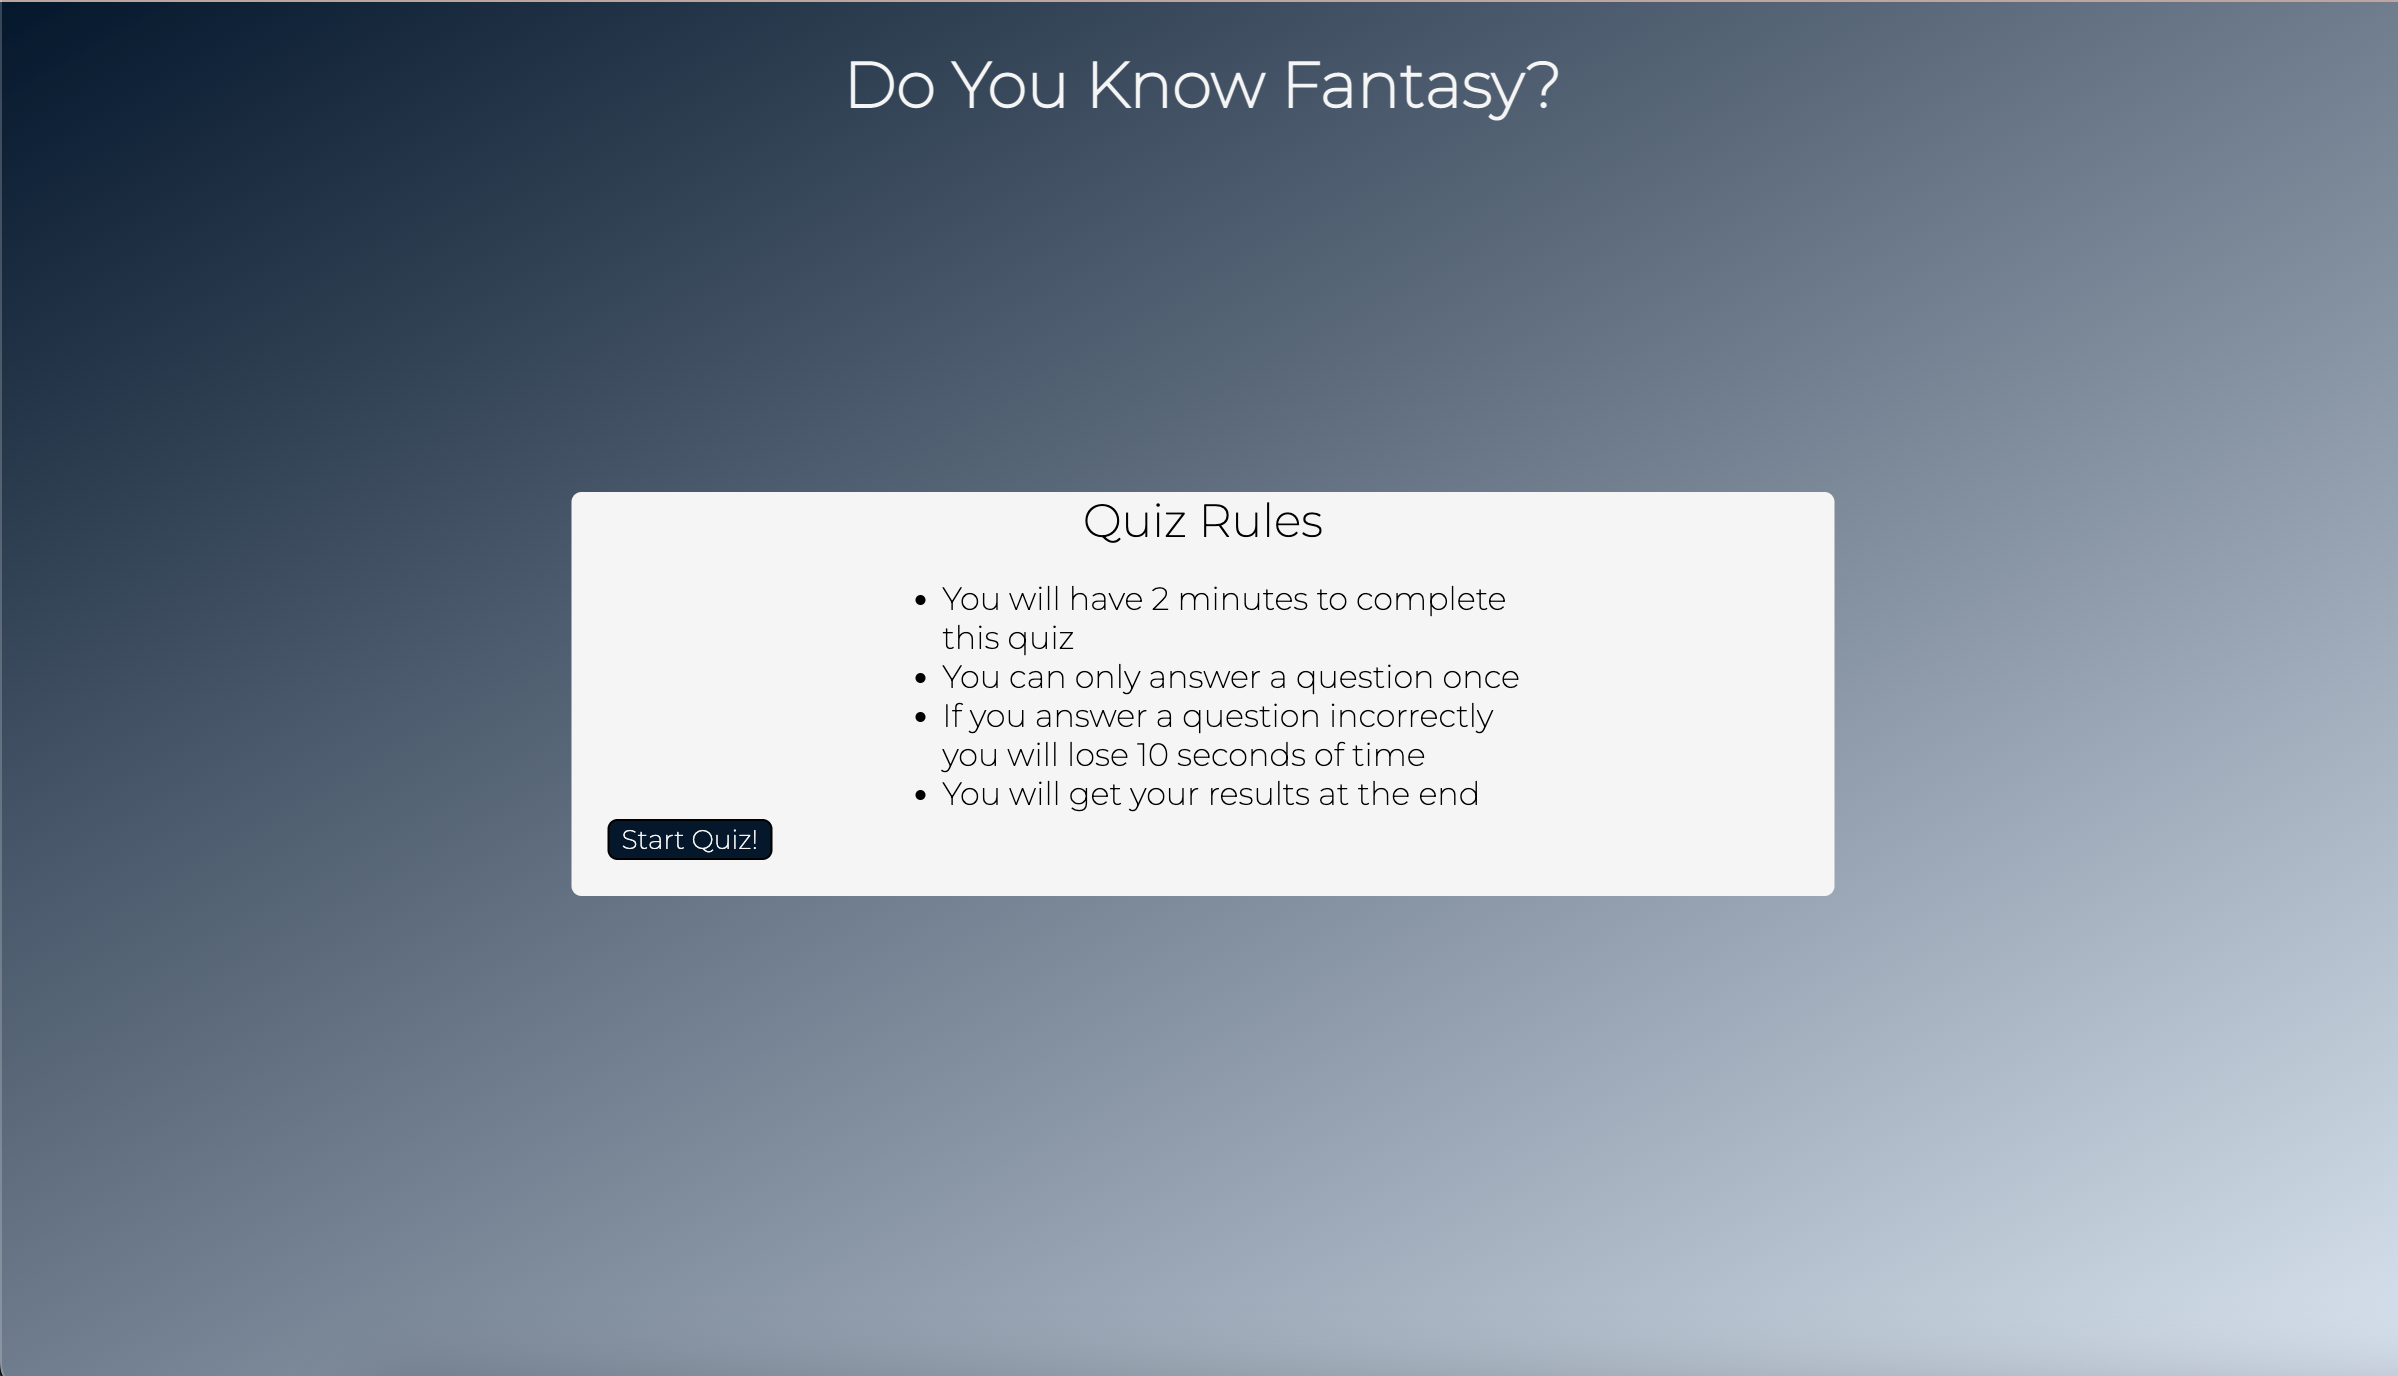 Do You Know Fantasy?
Quiz Rules
• You will have 2 minutes to complete
this quiz
• You can only answer a question once
• If you answer a question incorrectly
you will lose 10 seconds of time
• You will get your results at the end
Start Quiz!